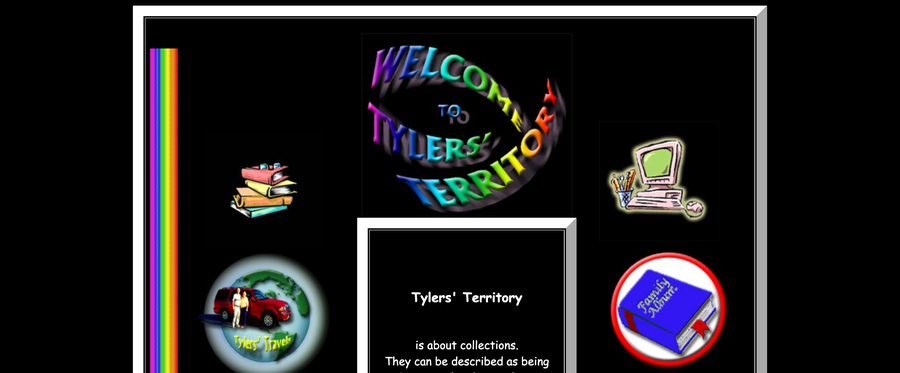 WELCOME
TO
TYLERS'
TERRITORY
Tylers' Travels
Family
Album
Tylers' Territory
is about collections.
They can be described as being